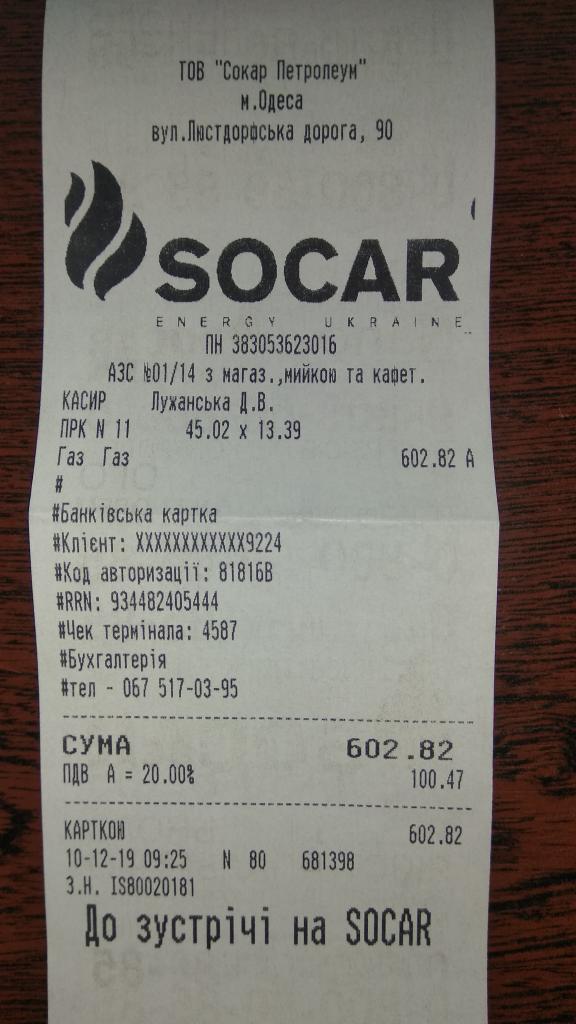 ТОВ "Сокар Петролеум"
м.Одеса
вул.Люстдорфська дорога, 90
SOCAR
ENERGY UKRAINE
ПН 383053623016
АЗС №01/14 з магаз.,мийкою та кафет.
КАСИР Лужанська Д.В.
ПРК N 11 45.02 x 13.39
Газ Газ 602.82 А
#
#Банківська картка
#Клієнт: XXXXXXXXXXXX9224
#Код авторизації: 81816B
#RRN: 934482405444
#Чек термінала: 4587
#Бухгалтерія
#тел - 067 517-03-95
СУМА 602.82
ПДВ А = 20.00% 100.47
КАРТКОЮ 602.82
10-12-19 09:25 N 80 681398
З.Н. IS80020181
До зустрічі на SOCAR